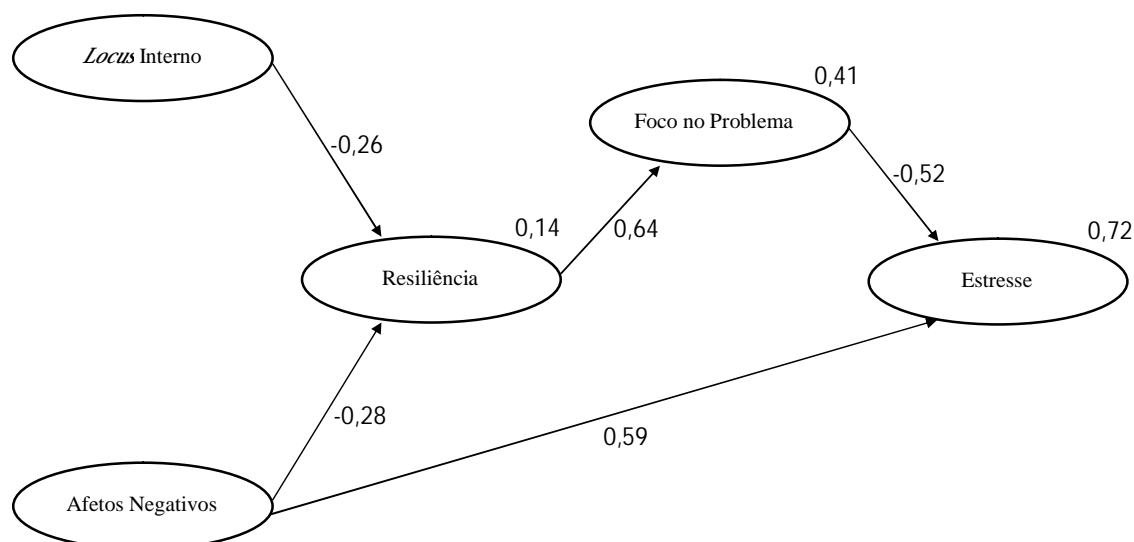 Locus Interno
0,41
Foco no Problema
-0,26
-0,52
0,14
0,64
0,72
Resiliência
Estresse
-0,28
0,59
Afetos Negativos